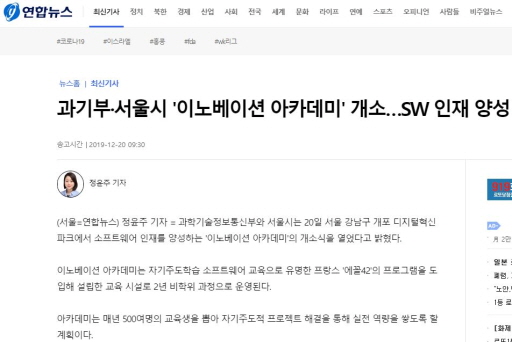 연합뉴스
최신기사 정치 북한 경제 산업 사회 전국 세계 문화 라이프 연예 스포츠 오피니언 사람들 비주얼뉴스
#코로나19 #이스라엘 #홍콩 #fda #wk리그
뉴스홈 | 최신기사
과기부·서울시 '이노베이션 아카데미' 개소…SW 인재 양성
송고시간 | 2019-12-20 09:30
정윤주 기자
(서울=연합뉴스) 정윤주 기자 = 과학기술정보통신부와 서울시는 20일 서울 강남구 개포 디지털혁신
파크에서 소프트웨어 인재를 양성하는 '이노베이션 아카데미'의 개소식을 열었다고 밝혔다.
이노베이션 아카데미는 자기주도학습 소프트웨어 교육으로 유명한 프랑스 '에꼴42'의 프로그램을 도
입해 설립한 교육 시설로 2년 비학위 과정으로 운영된다.
아카데미는 매년 500여명의 교육생을 뽑아 자기주도적 프로젝트 해결을 통해 실전 역량을 쌓도록 할
계획이다.
AD
일본